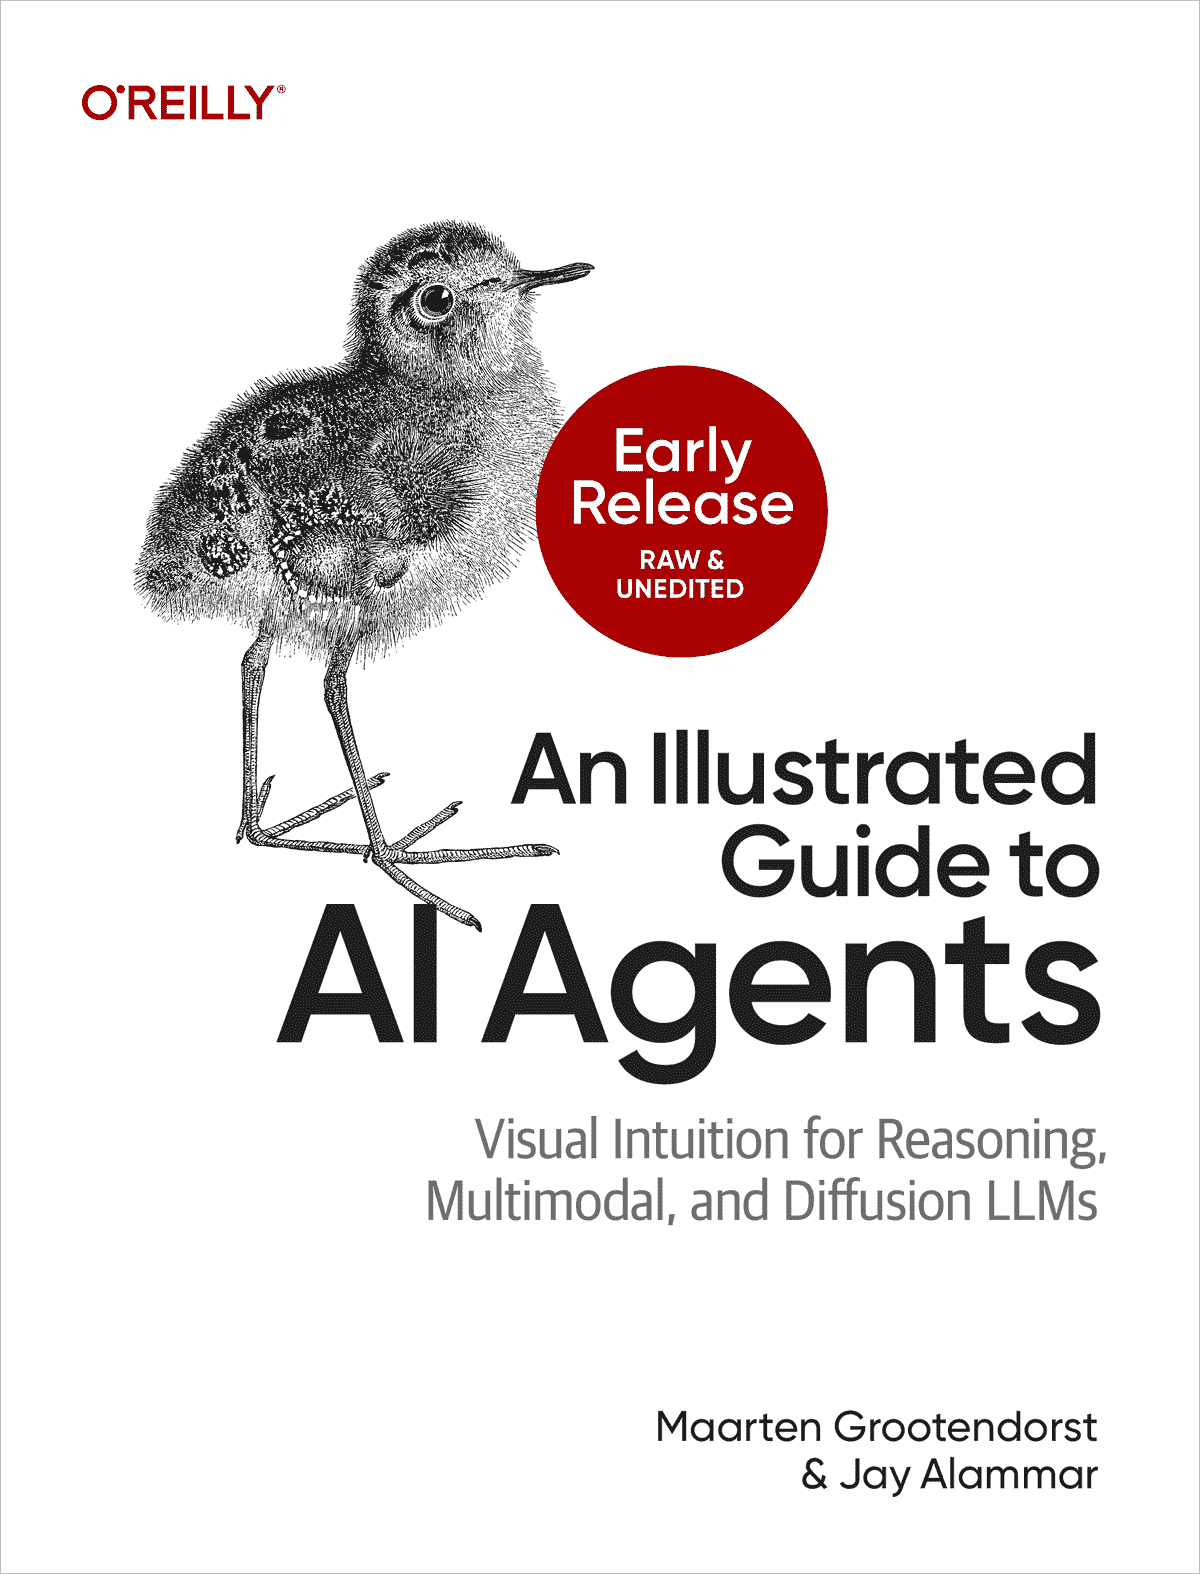 O'REILLY®
Early
Release
RAW &
UNEDITED
An Illustrated
Guide to
AI Agents
Visual Intuition for Reasoning,
Multimodal, and Diffusion LLMs
Maarten Grootendorst
& Jay Alammar